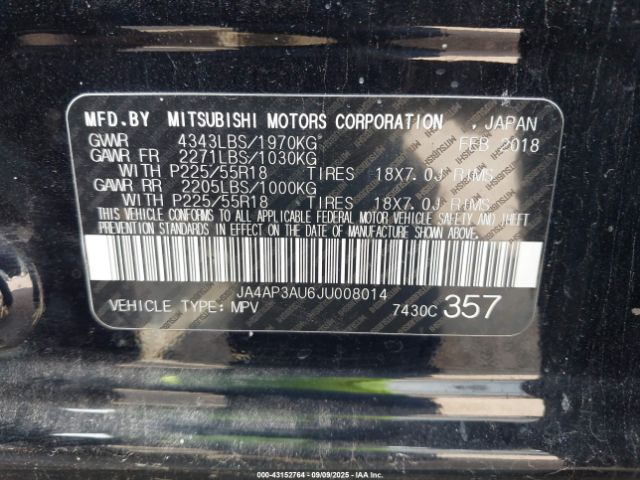 MFD.BY MITSUBISHI MOTORS CORPORATION , JAPAN
GVWR 4343LBS/1970KG FEB 2018
GAWR FR 2271LBS/1030KG
WITH P225/55R18 TIRES 18X7.0J RIMS
GAWR RR 2205LBS/1000KG
WITH P225/55R18 TIRES 18X7.0J RIMS
THIS VEHICLE CONFORMS TO ALL APPLICABLE FEDERAL MOTOR VEHICLE SAFETY AND THEFT
PREVENTION STANDARDS IN EFFECT ON THE DATE OF MANUFACTURE SHOWN ABOVE.
JA4AP3AU6JU008014
VEHICLE TYPE:MPV 7430C 357
000-43152764 - 09/09/2025 - IAAI.com